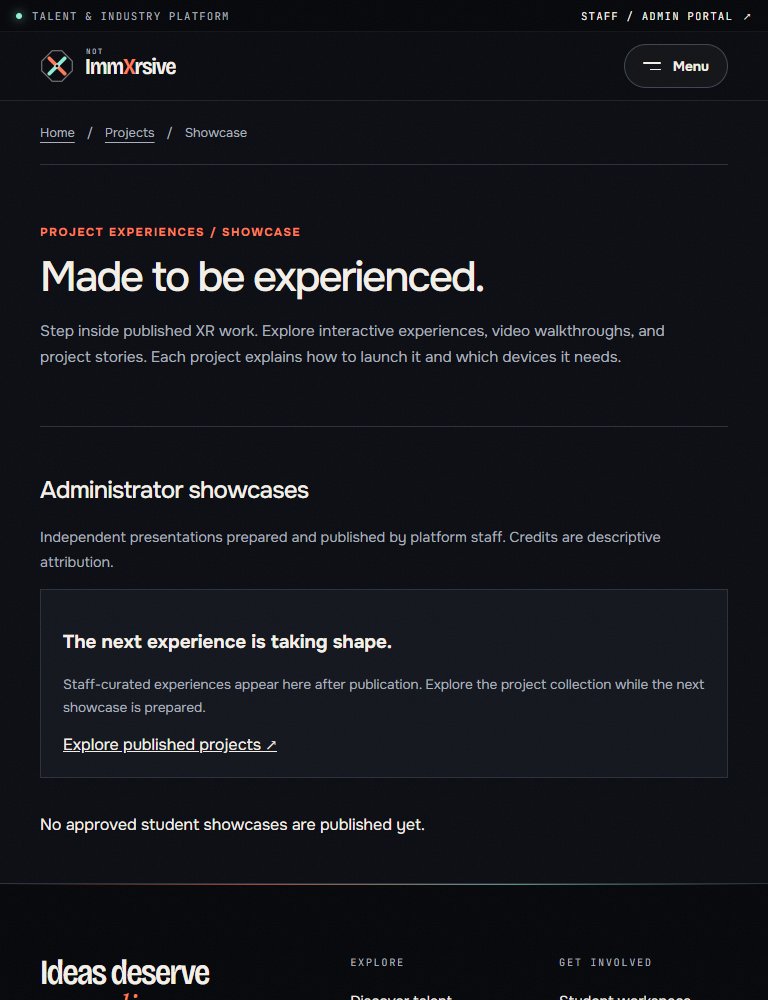 TALENT & INDUSTRY PLATFORM
STAFF / ADMIN PORTAL ↗
NOT
ImmXrsive
Menu
Home / Projects / Showcase
PROJECT EXPERIENCES / SHOWCASE
Made to be experienced.
Step inside published XR work. Explore interactive experiences, video walkthroughs, and
project stories. Each project explains how to launch it and which devices it needs.
Administrator showcases
Independent presentations prepared and published by platform staff. Credits are descriptive
attribution.
The next experience is taking shape.
Staff-curated experiences appear here after publication. Explore the project collection while the next
showcase is prepared.
Explore published projects ↗
No approved student showcases are published yet.
Ideas deserve
EXPLORE
GET INVOLVED
Discover talent
Student workspace